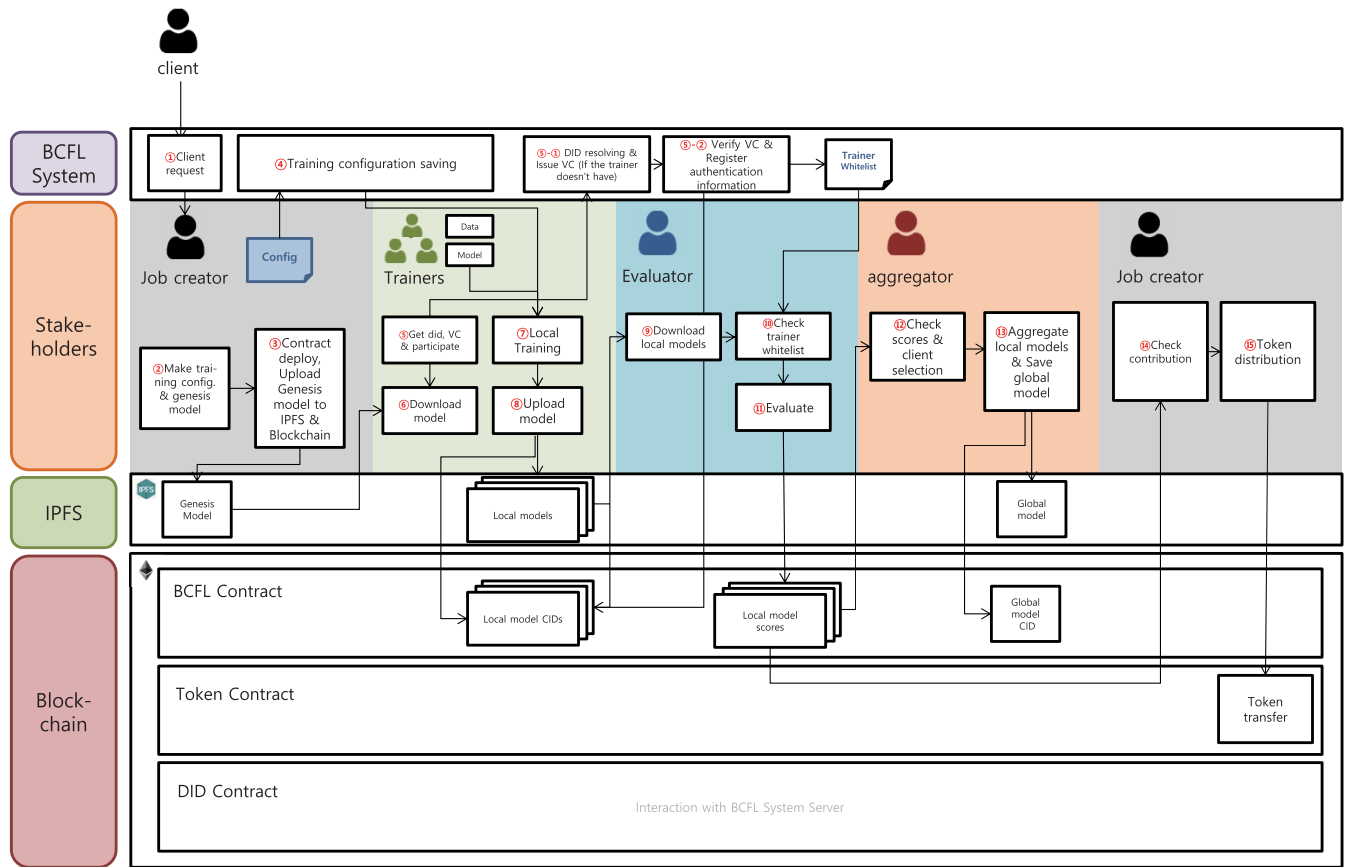 client
BCFL
System
①Client
request
④Training configuration saving
⑤-① DID resolving &
Issue VC (If the trainer
doesn't have)
⑤-② Verify VC &
Register
authentication
information
Trainer
Whitelist
Stake-
holders
Job creator
Config
Trainers
Data
Model
Evaluator
aggregator
Job creator
②Make trai-
ning config.
& genesis
model
③Contract
deploy,
Upload
Genesis
model to
IPFS &
Blockchain
⑤Get did, VC
& participate
⑥Download
model
⑦Local
Training
⑧Upload
model
⑨Download
local models
⑩Check
trainer
whitelist
⑪Evaluate
⑫Check
scores &
client
selection
⑬Aggregate
local models
& Save
global
model
⑭Check
contribution
⑮Token
distribution
IPFS
IPFS
Genesis
Model
Local models
Global
model
Block-
chain
BCFL Contract
Local model CIDs
Local model
scores
Global
model
CID
Token Contract
Token
transfer
DID Contract
Interaction with BCFL System Server